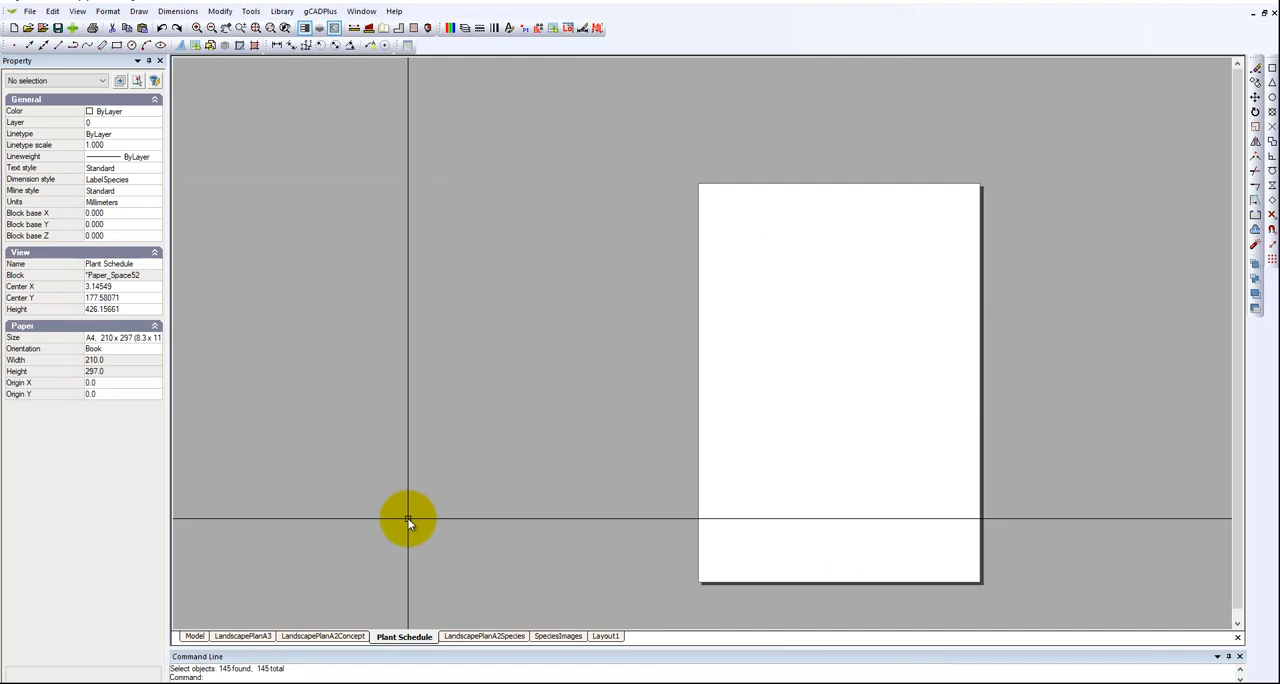 File Edit View Format Draw Dimensions Modify Insert Tools Library gCADPlus Window Help
Property
No selection
General
Color ByLayer
Layer 0
Linetype ByLayer
Linetype scale 1.000
Lineweight ByLayer
Text style Standard
Dimension style LabelSpecies
Mline style Standard
Units Millimeters
Block base X 0.000
Block base Y 0.000
Block base Z 0.000
View
Name Plant Schedule
Block *Paper_Space52
Center X 3.14549
Center Y 177.58071
Height 426.15661
Paper
Size A4, 210 x 297 (8.3 x 11
Orientation Book
Width 210.0
Height 297.0
Origin X 0.0
Origin Y 0.0
Model LandscapePlanA3 LandscapePlanA2Concept Plant Schedule LandscapePlanA2Species SpeciesImages Layout1
Command Line
Select objects: 145 found, 145 total
Command: